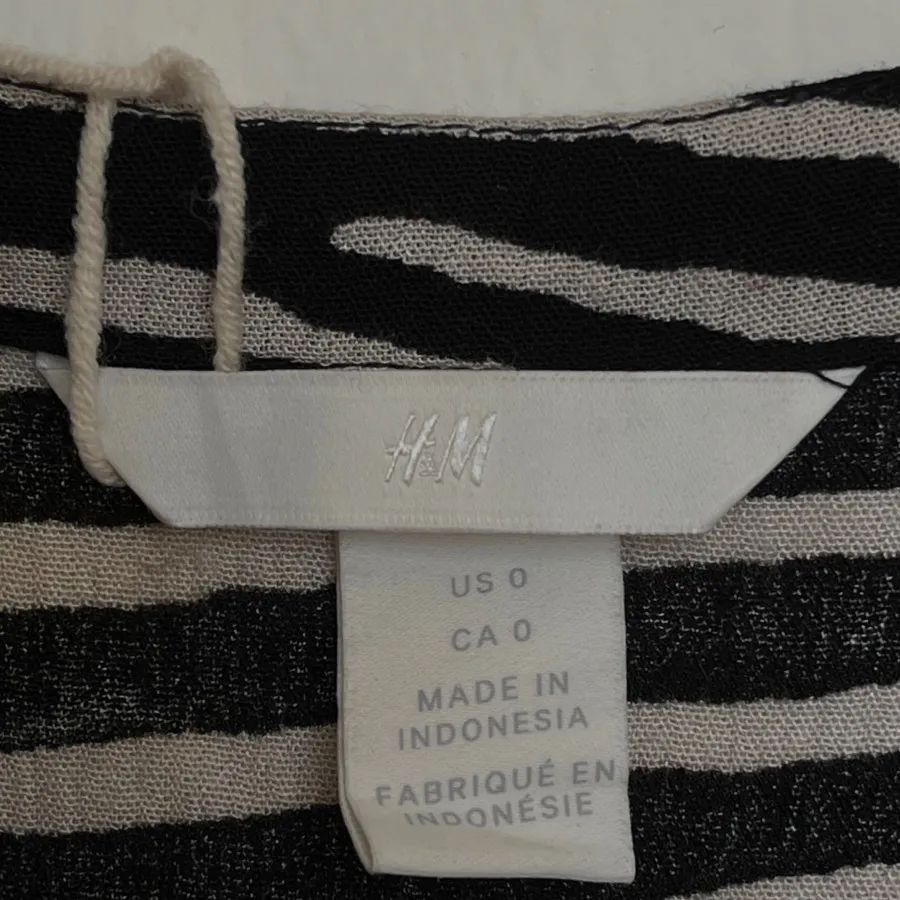 H&M
US 0
CA 0
MADE IN
INDONESIA
FABRIQUÉ EN
INDONÉSIE